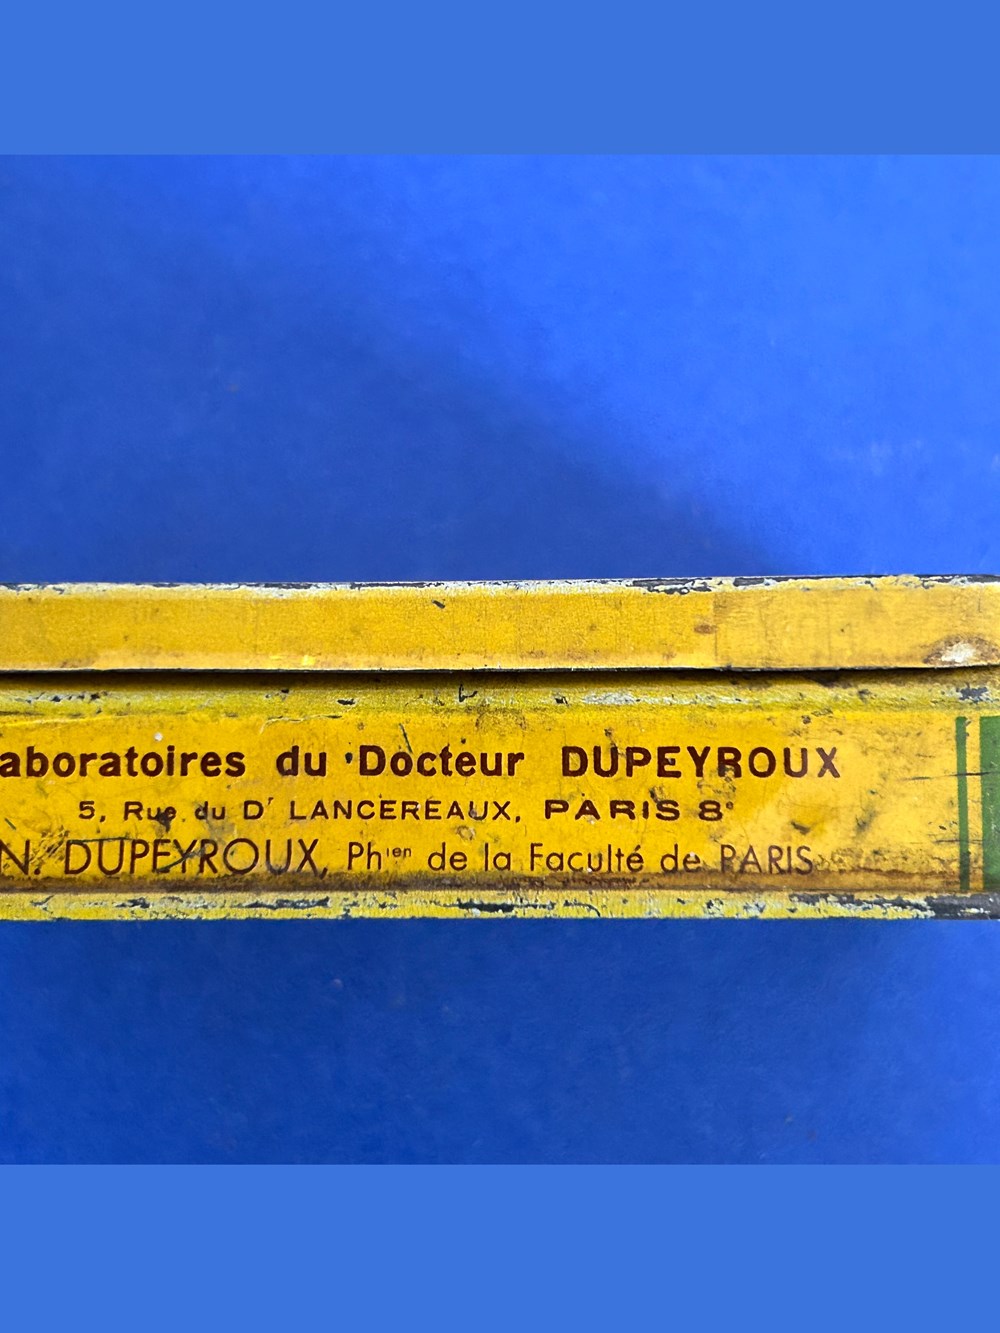 aboratoires du Docteur DUPEYROUX
5, Rue du Dr LANCEREAUX, PARIS 8e
N. DUPEYROUX, Phien de la Faculté de PARIS